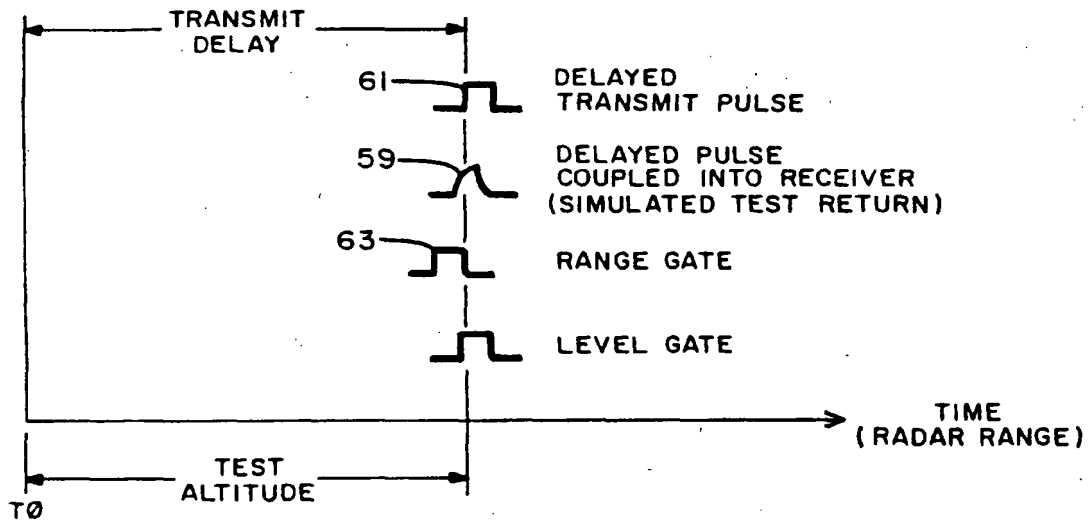 TRANSMIT
DELAY
61
DELAYED
TRANSMIT PULSE
59
DELAYED PULSE
COUPLED INTO RECEIVER
(SIMULATED TEST RETURN)
63
RANGE GATE
LEVEL GATE
TIME
(RADAR RANGE)
TEST
ALTITUDE
TØ